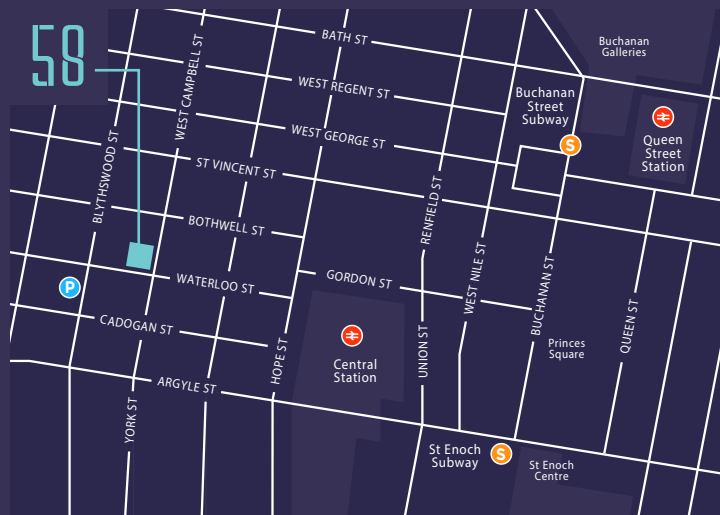 58
BATH ST
Buchanan
Galleries
WEST CAMPBELL ST
WEST REGENT ST
Buchanan
Street
Subway
WEST GEORGE ST
S
Queen
Street
Station
BLYTHSWOOD ST
ST VINCENT ST
RENFIELD ST
BOTHWELL ST
WEST NILE ST
BUCHANAN ST
P
WATERLOO ST
GORDON ST
QUEEN ST
CADOGAN ST
HOPE ST
Central
Station
UNION ST
Princes
Square
ARGYLE ST
YORK ST
St Enoch
Subway
S
St Enoch
Centre